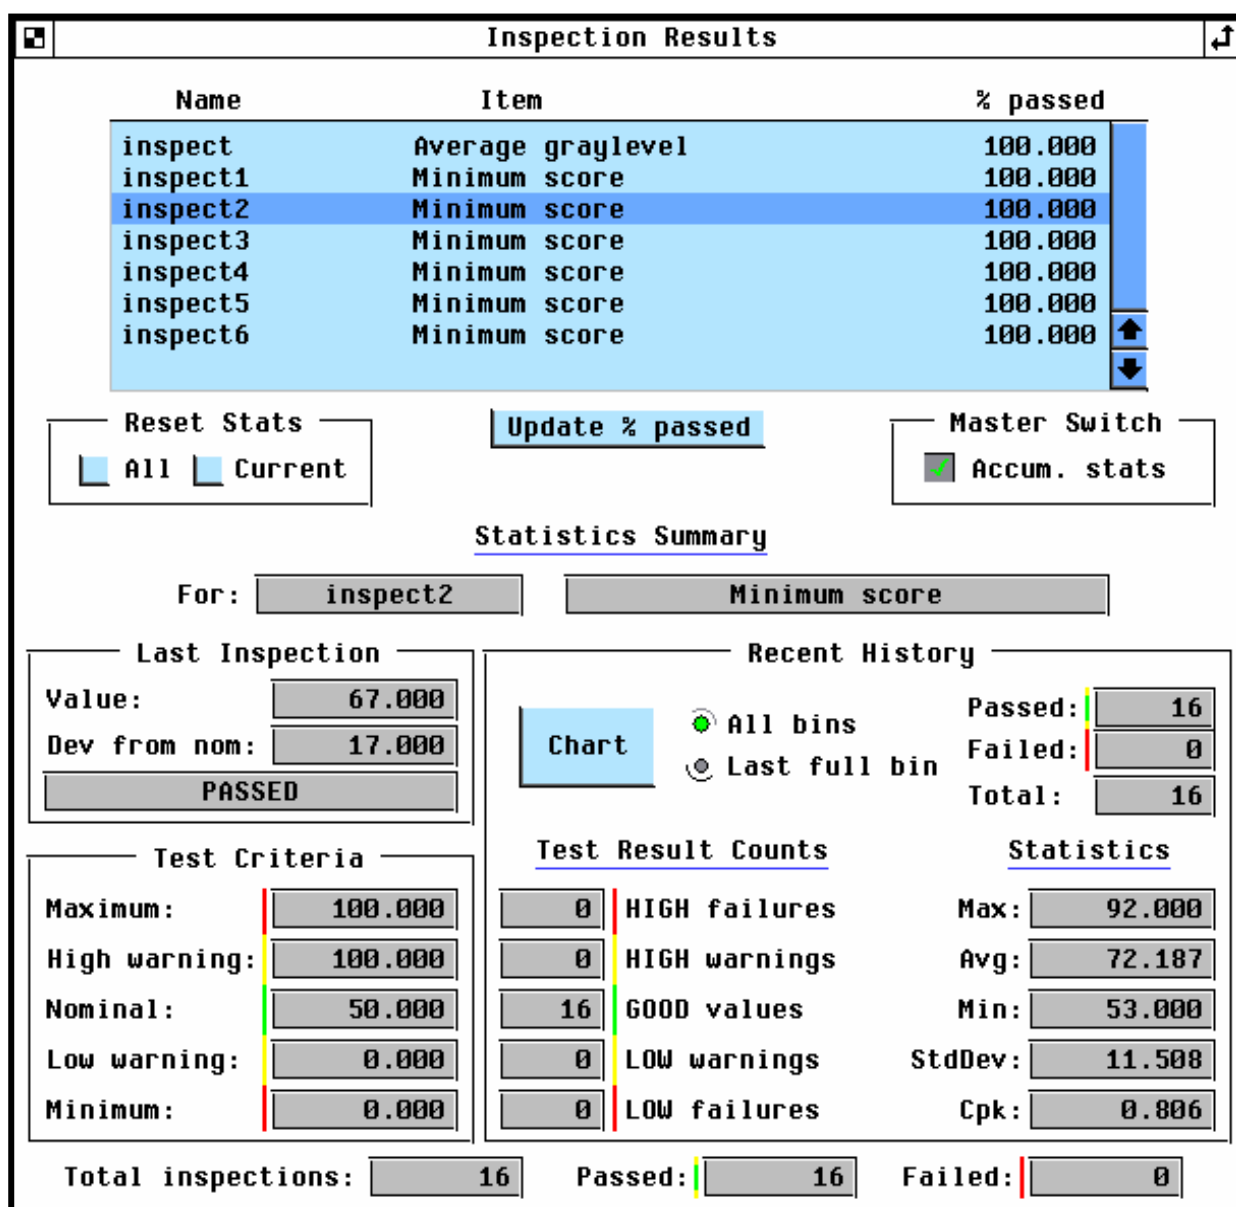 Inspection Results
Name Item % passed
inspect Average graylevel 100.000
inspect1 Minimum score 100.000
inspect2 Minimum score 100.000
inspect3 Minimum score 100.000
inspect4 Minimum score 100.000
inspect5 Minimum score 100.000
inspect6 Minimum score 100.000
Reset Stats
All Current
Update % passed
Master Switch
Accum. stats
Statistics Summary
For: inspect2 Minimum score
Last Inspection
Value: 67.000
Dev from nom: 17.000
PASSED
Test Criteria
Maximum: 100.000
High warning: 100.000
Nominal: 50.000
Low warning: 0.000
Minimum: 0.000
Recent History
Chart
All bins
Last full bin
Passed: 16
Failed: 0
Total: 16
Test Result Counts
0 HIGH failures
0 HIGH warnings
16 GOOD values
0 LOW warnings
0 LOW failures
Statistics
Max: 92.000
Avg: 72.187
Min: 53.000
StdDev: 11.508
Cpk: 0.806
Total inspections: 16 Passed: 16 Failed: 0